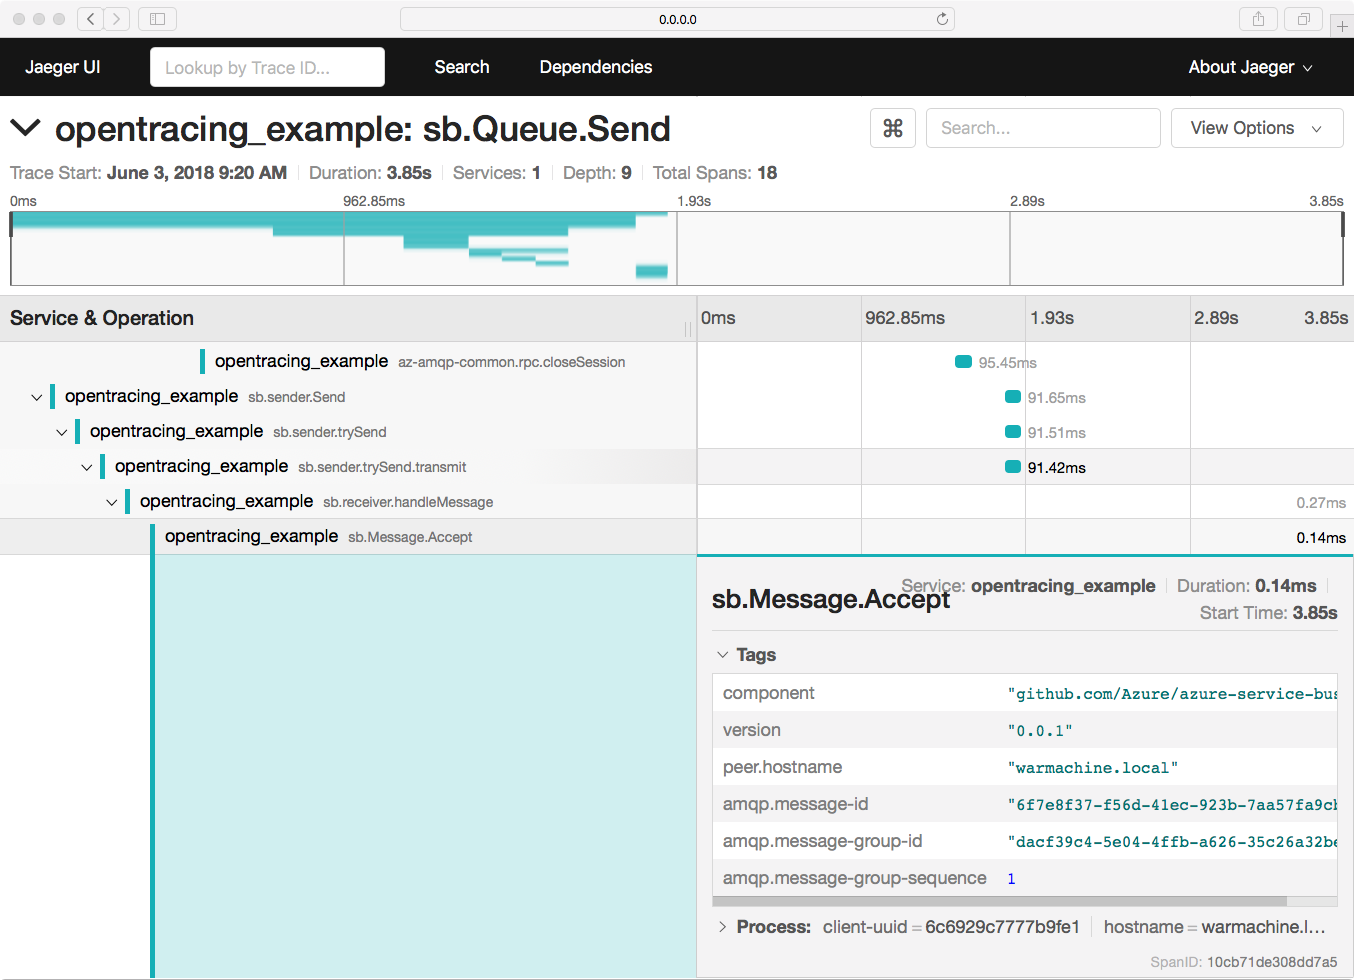 0.0.0.0
Jaeger UI Lookup by Trace ID... Search Dependencies About Jaeger
opentracing_example: sb.Queue.Send ⌘ Search... View Options
Trace Start: June 3, 2018 9:20 AM Duration: 3.85s Services: 1 Depth: 9 Total Spans: 18
0ms 962.85ms 1.93s 2.89s 3.85s
Service & Operation 0ms 962.85ms 1.93s 2.89s 3.85s
opentracing_example az-amqp-common.rpc.closeSession 95.45ms
opentracing_example sb.sender.Send 91.65ms
opentracing_example sb.sender.trySend 91.51ms
opentracing_example sb.sender.trySend.transmit 91.42ms
opentracing_example sb.receiver.handleMessage 0.27ms
opentracing_example sb.Message.Accept 0.14ms
sb.Message.Accept Service: opentracing_example Duration: 0.14ms
Start Time: 3.85s
Tags
component "github.com/Azure/azure-service-bus
version "0.0.1"
peer.hostname "warmachine.local"
amqp.message-id "6f7e8f37-f56d-41ec-923b-7aa57fa9cb
amqp.message-group-id "dacf39c4-5e04-4ffb-a626-35c26a32be
amqp.message-group-sequence 1
Process: client-uuid = 6c6929c7777b9fe1 hostname = warmachine.l...
SpanID: 10cb71de308dd7a5